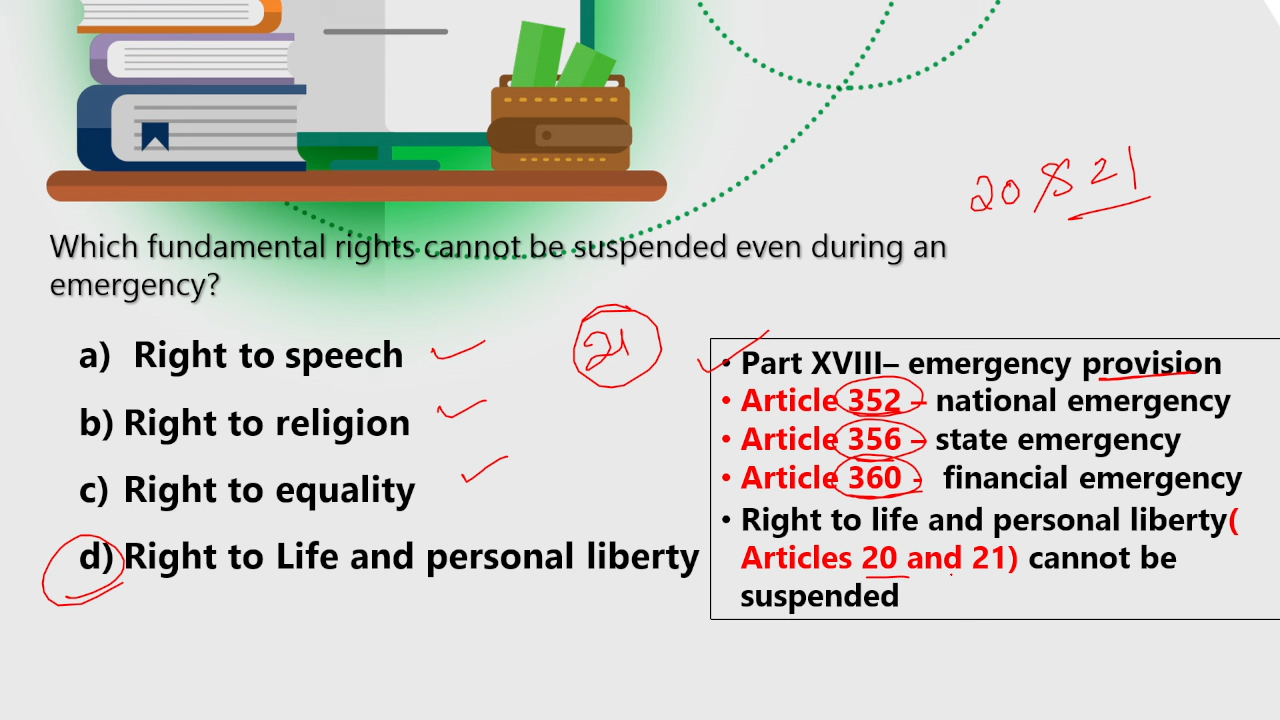 20 & 21
Which fundamental rights cannot be suspended even during an
emergency?
a) Right to speech
b) Right to religion
c) Right to equality
d) Right to Life and personal liberty
21
• Part XVIII– emergency provision
• Article 352 – national emergency
• Article 356 – state emergency
• Article 360 - financial emergency
• Right to life and personal liberty(
Articles 20 and 21) cannot be
suspended